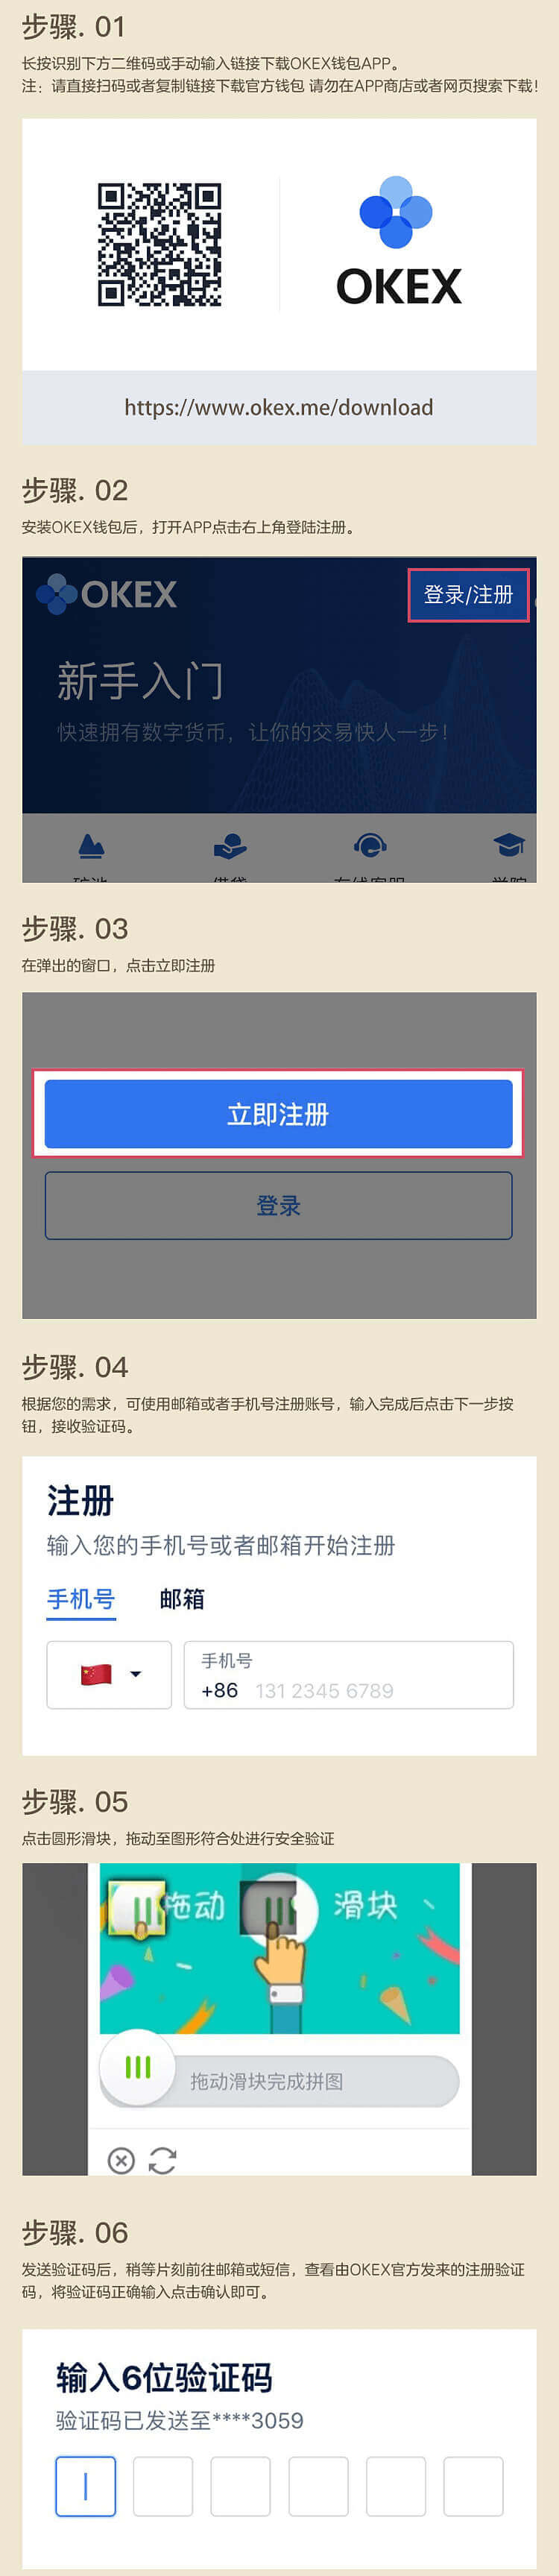 步骤. 01
长按识别下方二维码或手动输入链接下载OKEX钱包APP。
注：请直接扫码或者复制链接下载官方钱包 请勿在APP商店或者网页搜索下载！
OKEX
https://www.okex.me/download
步骤. 02
安装OKEX钱包后，打开APP点击右上角登陆注册。
OKEX
登录/注册
新手入门
快速拥有数字货币，让你的交易快人一步！
矿池 借贷 在线客服 学院
步骤. 03
在弹出的窗口，点击立即注册
立即注册
登录
步骤. 04
根据您的需求，可使用邮箱或者手机号注册账号，输入完成后点击下一步按
钮，接收验证码。
注册
输入您的手机号或者邮箱开始注册
手机号 邮箱
手机号
+86 131 2345 6789
步骤. 05
点击圆形滑块，拖动至图形符合处进行安全验证
拖动 滑块
拖动滑块完成拼图
步骤. 06
发送验证码后，稍等片刻前往邮箱或短信，查看由OKEX官方发来的注册验证
码，将验证码正确输入点击确认即可。
输入6位验证码
验证码已发送至****3059